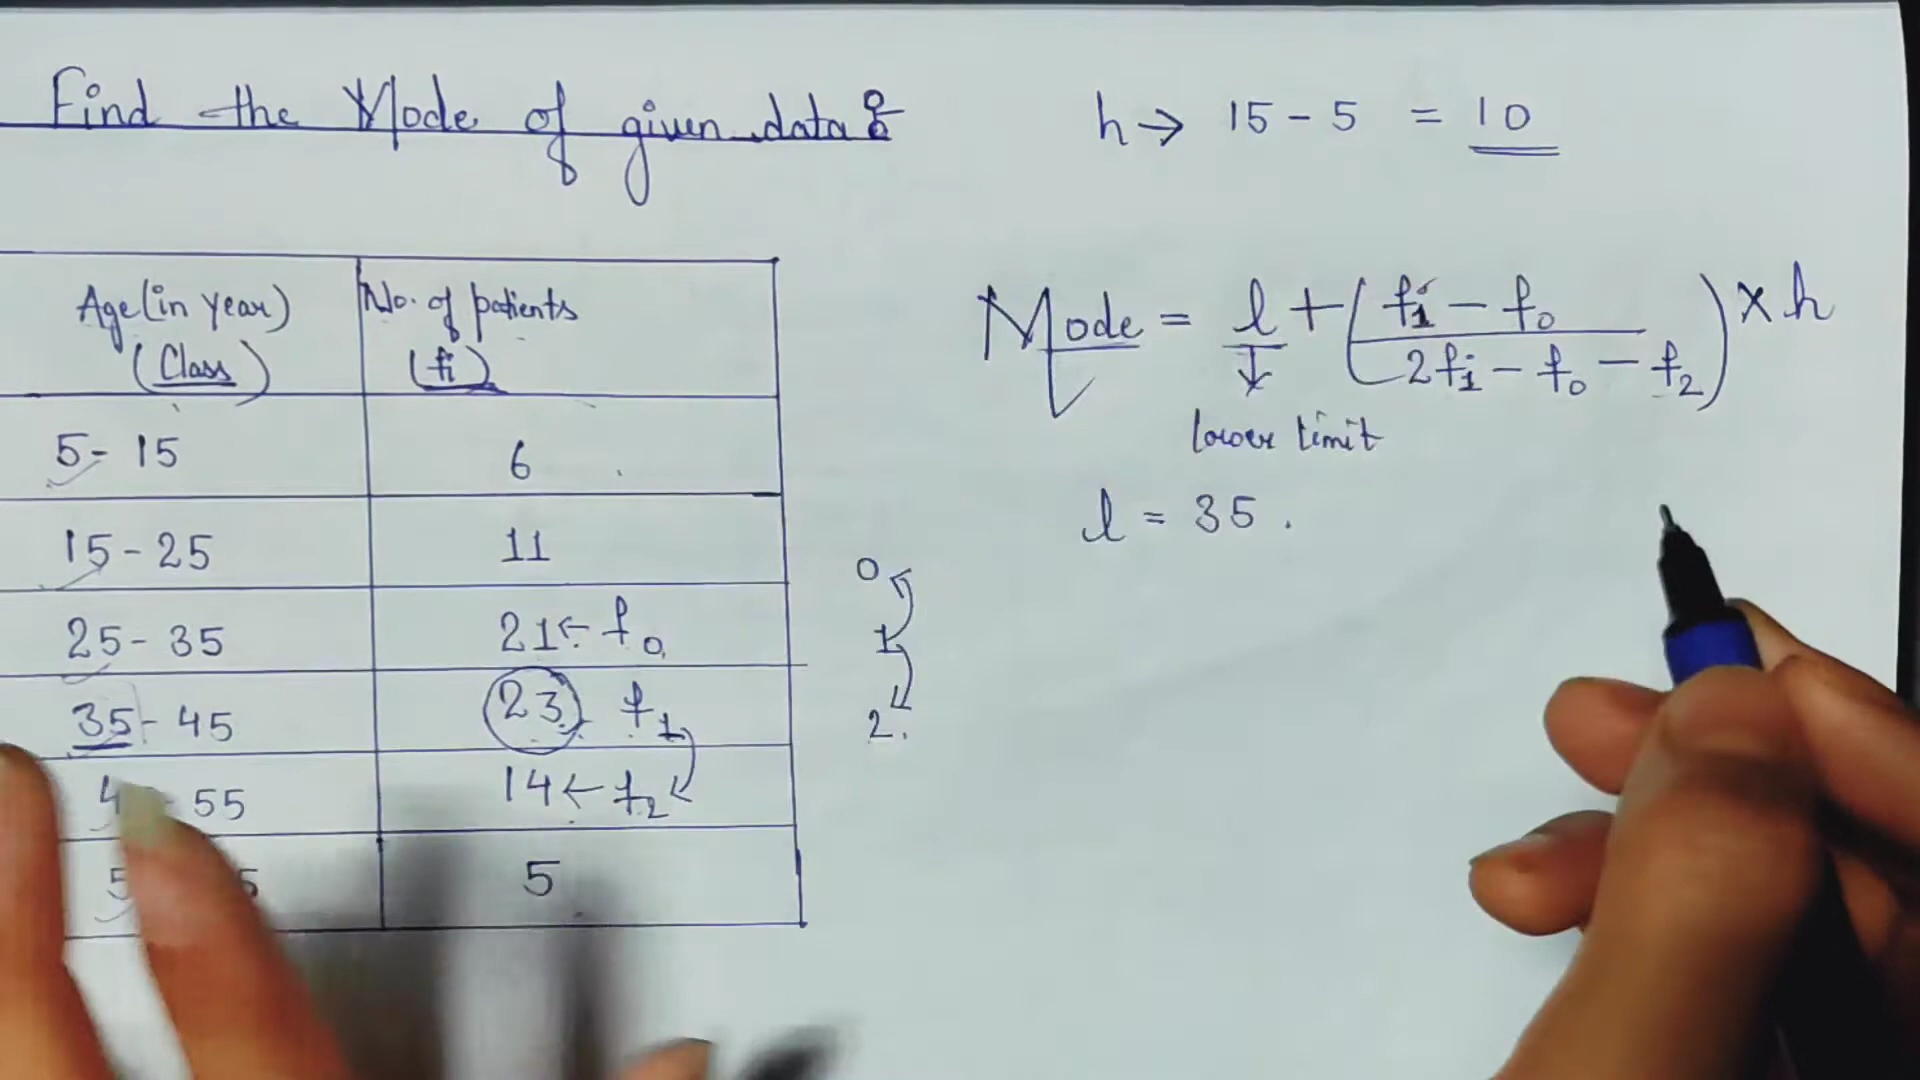 Find the Mode of given data :-
h → 15 - 5 = 10
Age (in year)
(Class)
No. of patients
(fi)
Mode = l + ( f1 - f0 / 2f1 - f0 - f2 ) × h
lower limit
l = 35 .
5 - 15 6
15 - 25 11
25 - 35 21 ← f0
35 - 45 23 f1
55 14 ← f2
5
0
1
2.